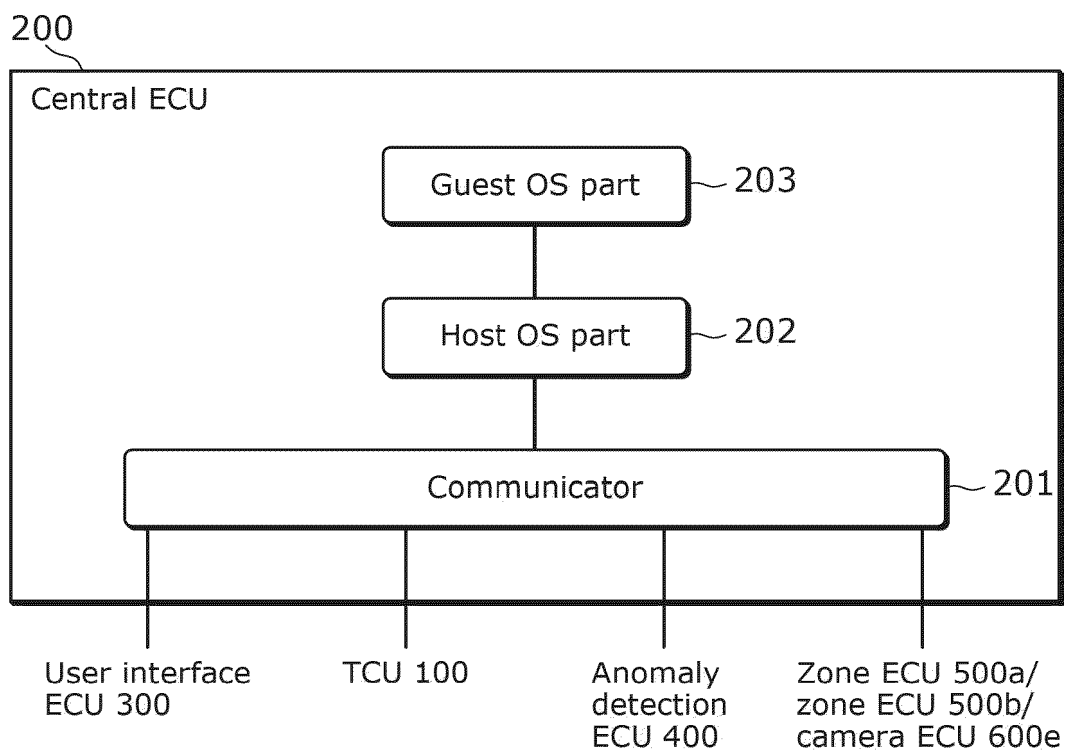 200
Central ECU
Guest OS part
203
Host OS part
202
Communicator
201
User interface
ECU 300
TCU 100
Anomaly
detection
ECU 400
Zone ECU 500a/
zone ECU 500b/
camera ECU 600e